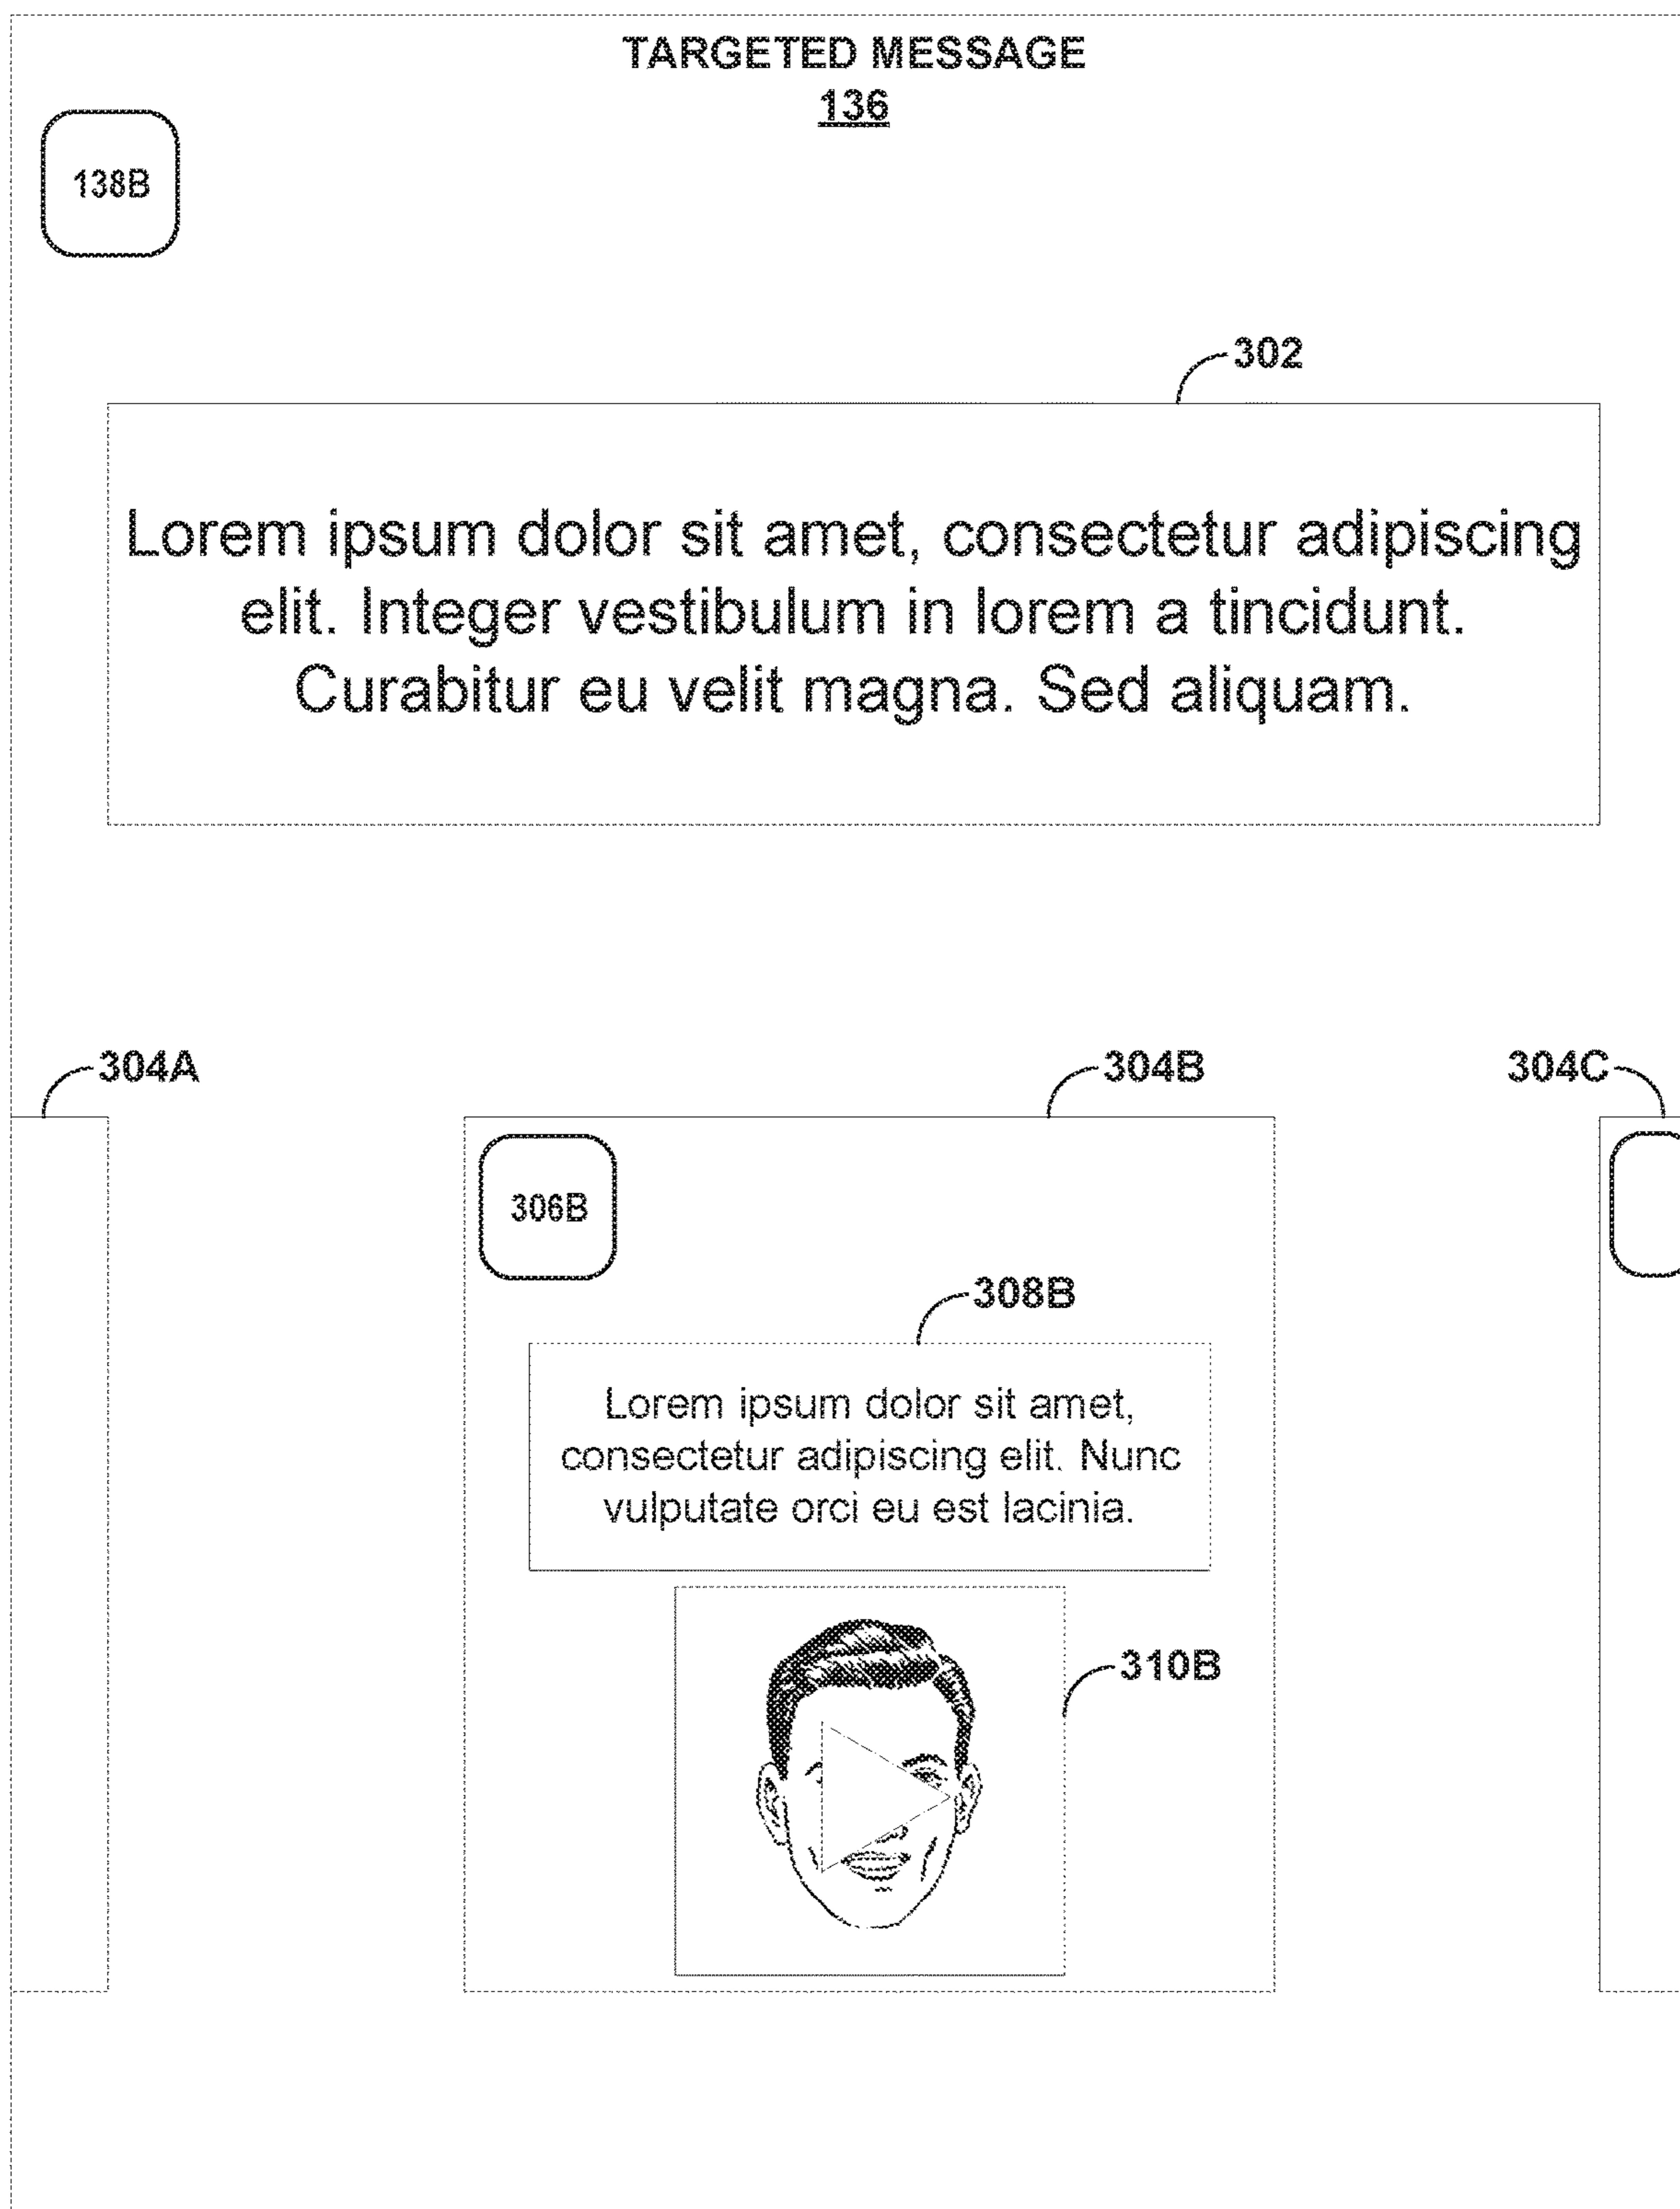 TARGETED MESSAGE
136
138B
302
Lorem ipsum dolor sit amet, consectetur adipiscing
elit. Integer vestibulum in lorem a tincidunt.
Curabitur eu velit magna. Sed aliquam.
304A
304B
304C
306B
308B
Lorem ipsum dolor sit amet,
consectetur adipiscing elit. Nunc
vulputate orci eu est lacinia.
310B